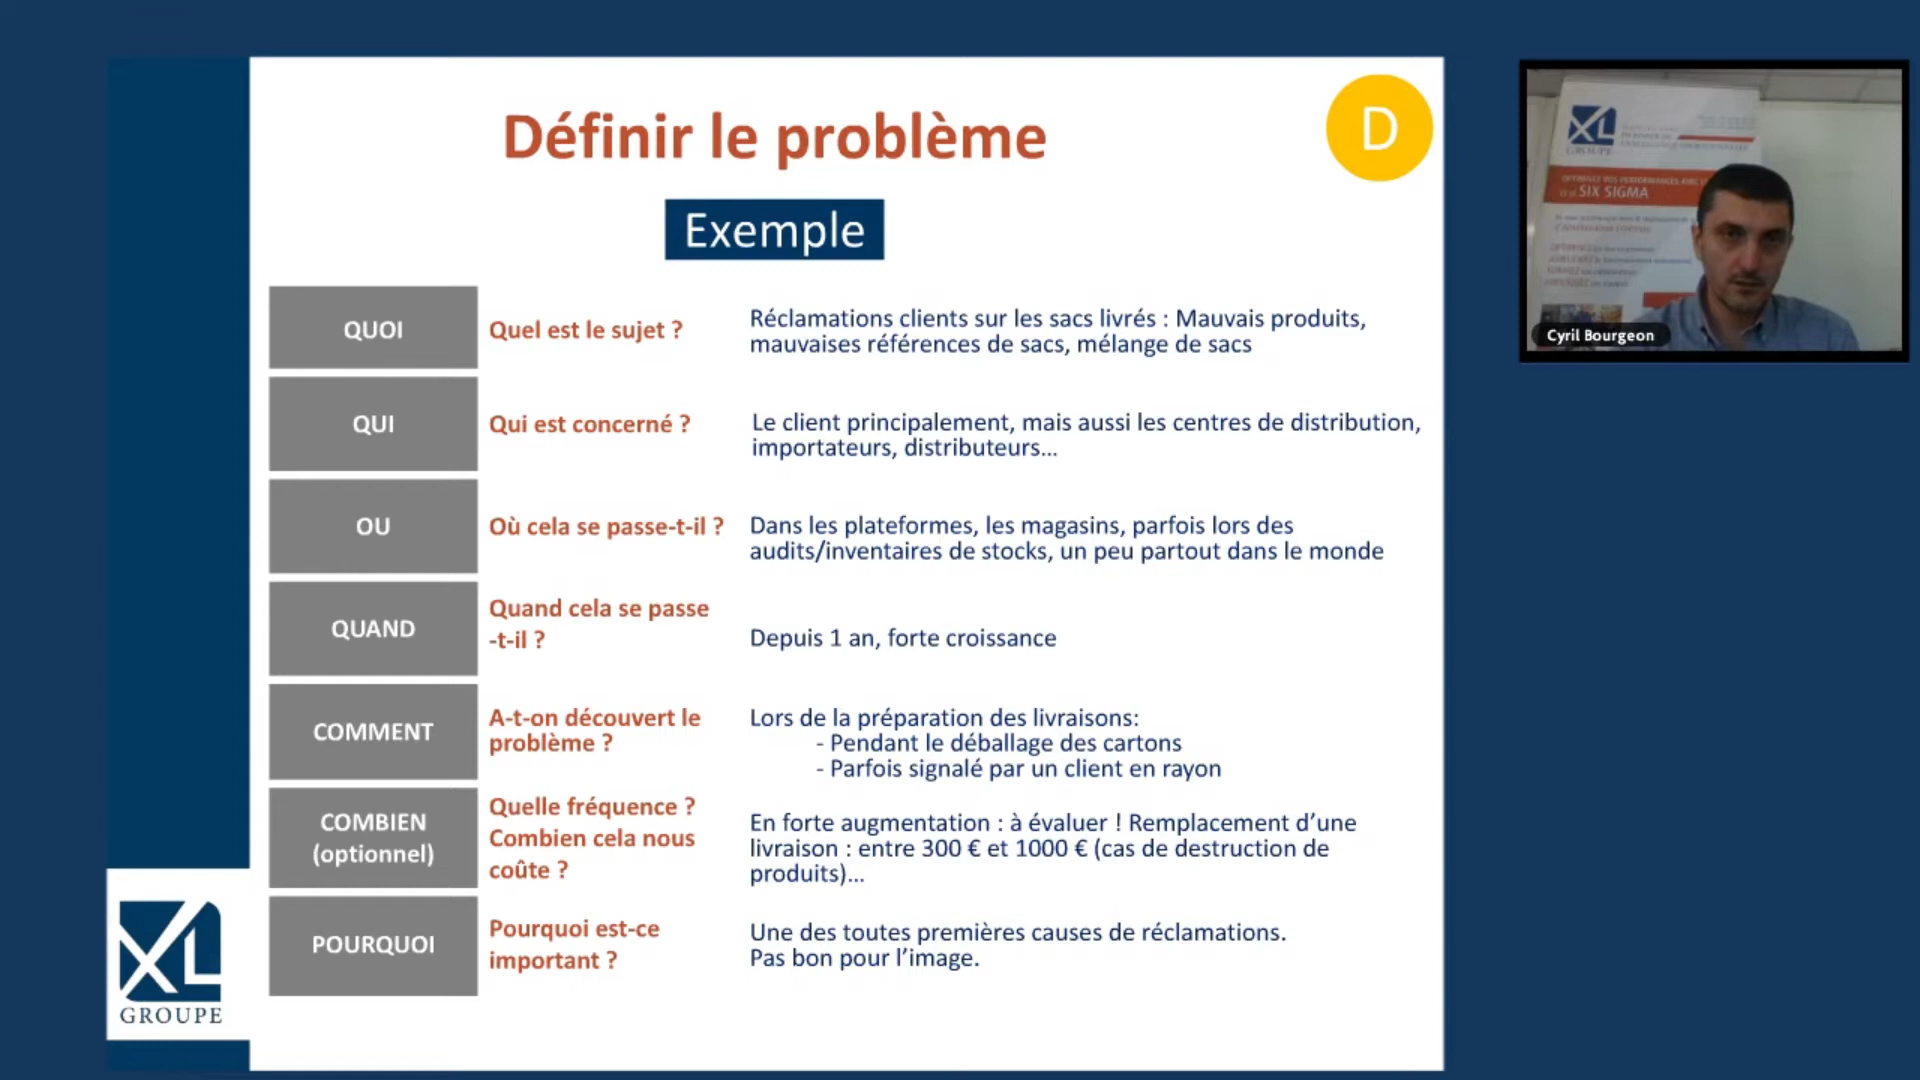 Définir le problème
D
Exemple
QUOI
Quel est le sujet ?
Réclamations clients sur les sacs livrés : Mauvais produits,
mauvaises références de sacs, mélange de sacs
QUI
Qui est concerné ?
Le client principalement, mais aussi les centres de distribution,
importateurs, distributeurs...
OU
Où cela se passe-t-il ?
Dans les plateformes, les magasins, parfois lors des
audits/inventaires de stocks, un peu partout dans le monde
QUAND
Quand cela se passe
-t-il ?
Depuis 1 an, forte croissance
COMMENT
A-t-on découvert le
problème ?
Lors de la préparation des livraisons:
- Pendant le déballage des cartons
- Parfois signalé par un client en rayon
COMBIEN
(optionnel)
Quelle fréquence ?
Combien cela nous
coûte ?
En forte augmentation : à évaluer ! Remplacement d’une
livraison : entre 300 € et 1000 € (cas de destruction de
produits)...
POURQUOI
Pourquoi est-ce
important ?
Une des toutes premières causes de réclamations.
Pas bon pour l’image.
XL
GROUPE
XL
GROUPE
SIX SIGMA
Cyril Bourgeon